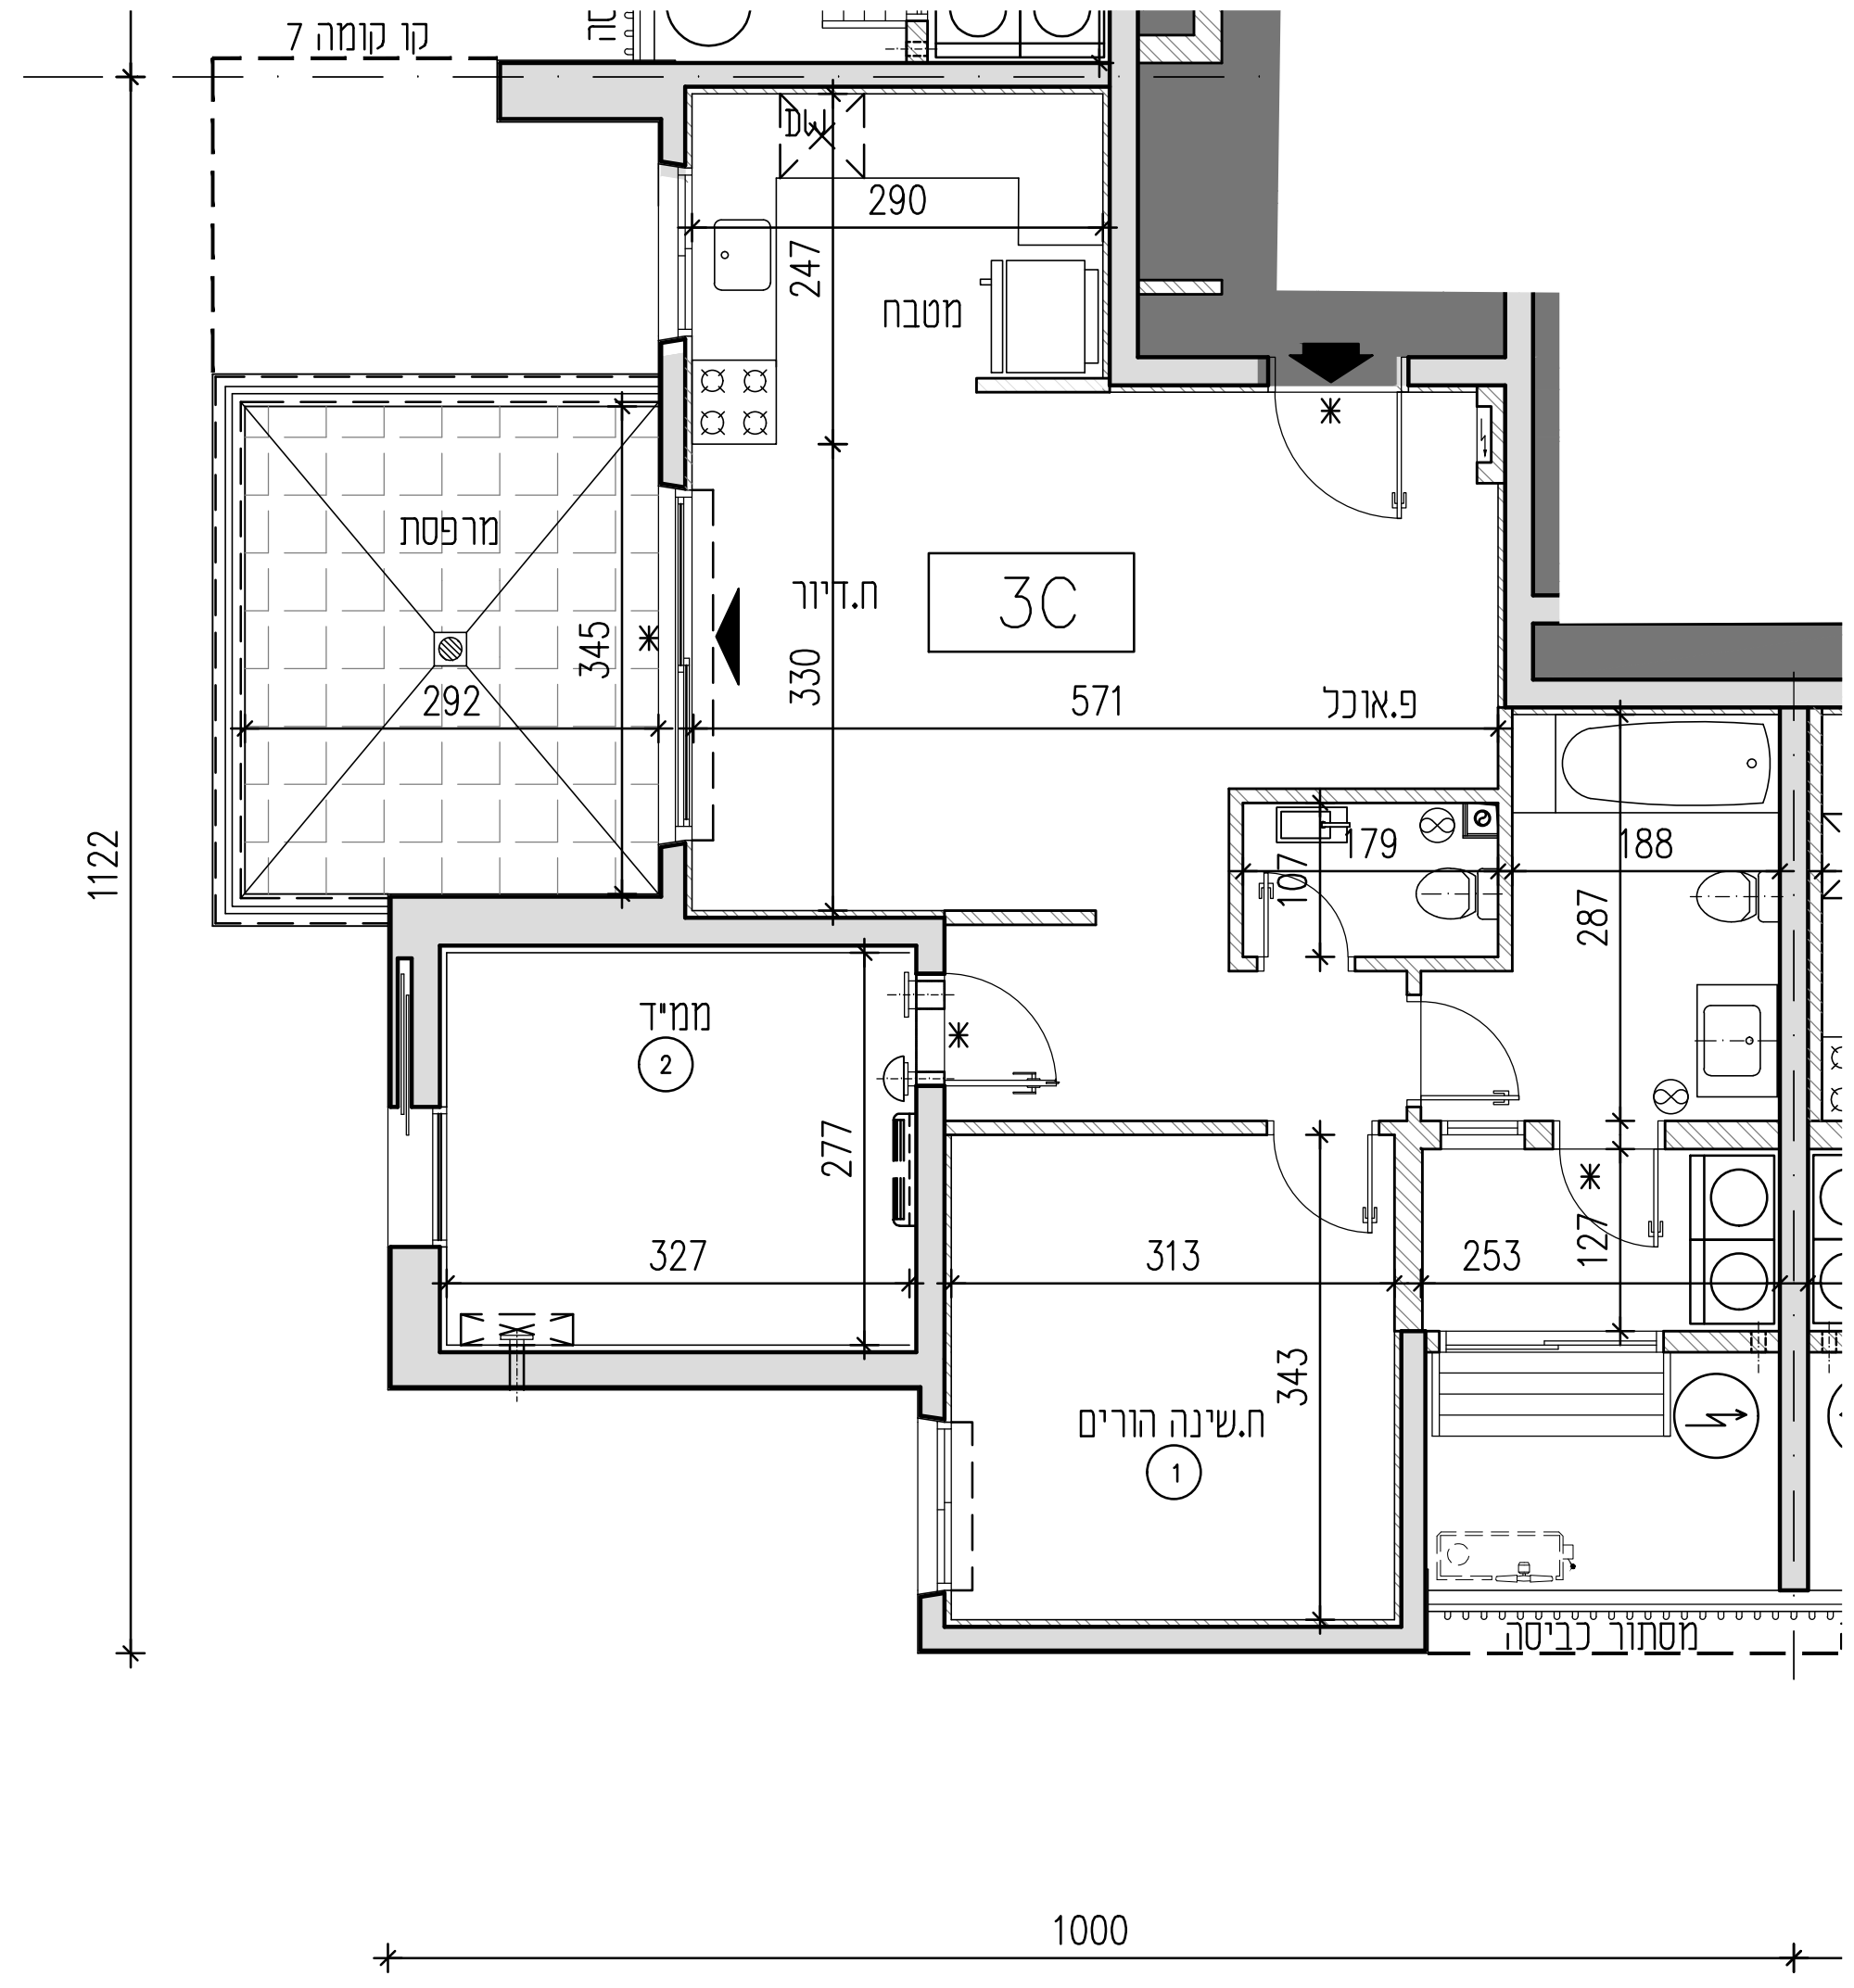 קו קומה 7
DW
290
247
מטבח
מרפסת
ח.דיור
3C
345
330
292
571
פ.אוכל
1122
179
188
107
287
ממ"ד
2
277
327
313
253
127
343
ח.שינה הורים
1
מסתור כביסה
1000